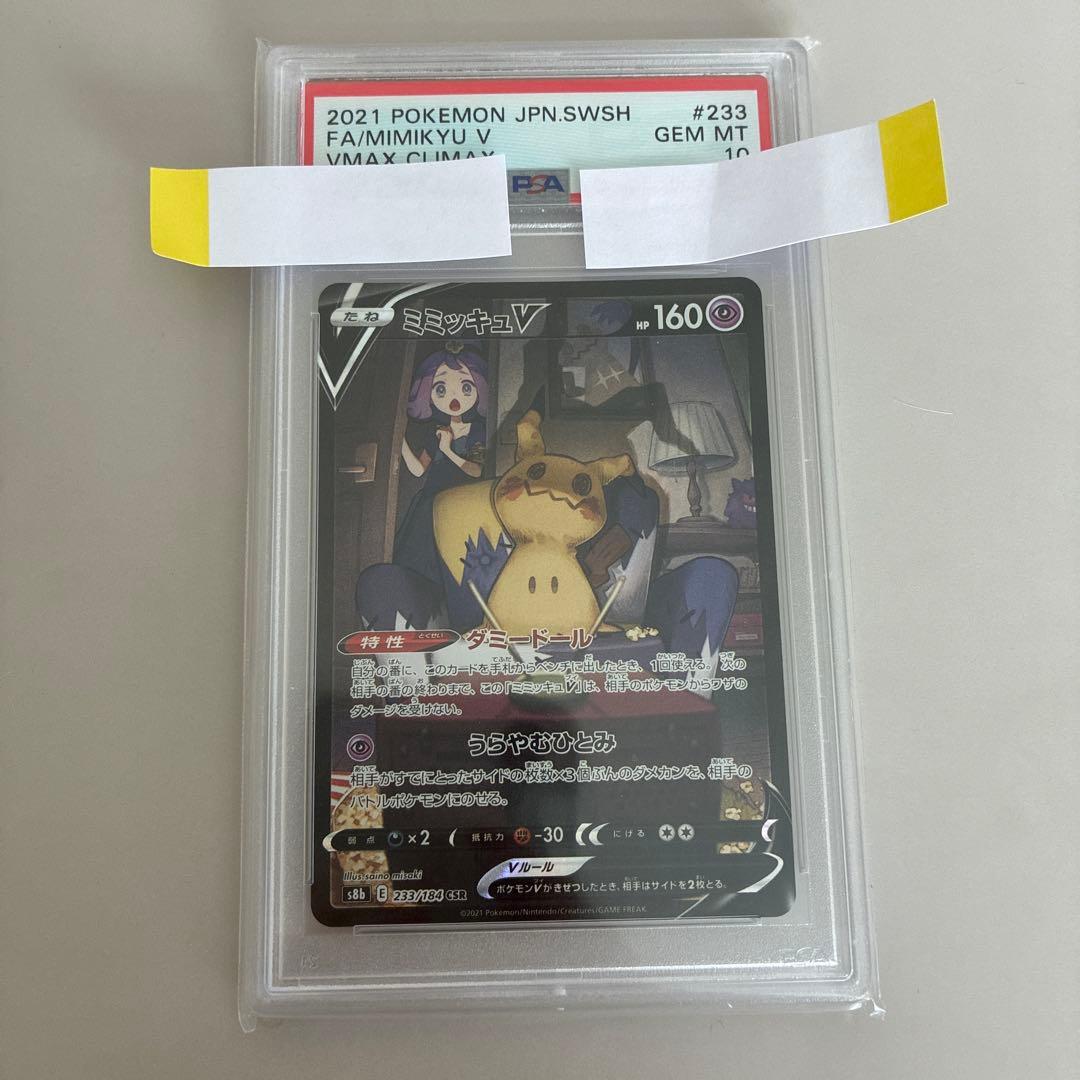 2021 POKEMON JPN.SWSH #233
FA/MIMIKYU V GEM MT
VMAX CLIMAX 10
PSA
たね ミミッキュV HP 160
特性 とくせい ダミードール
自分の番に、このカードを手札からベンチに出したとき、1回使える。次の
相手の番の終わりまで、この「ミミッキュV」は、相手のポケモンからワザの
ダメージを受けない。
うらやむひとみ
相手がすでにとったサイドの枚数×3個ぶんのダメカンを、相手の
バトルポケモンにのせる。
弱点 ×2 抵抗力 -30 にげる
Vルール
ポケモンVがきぜつしたとき、相手はサイドを2枚とる。
Illus. saino misaki
s8b E 233/184 CSR
©2021 Pokémon/Nintendo/Creatures/GAME FREAK.